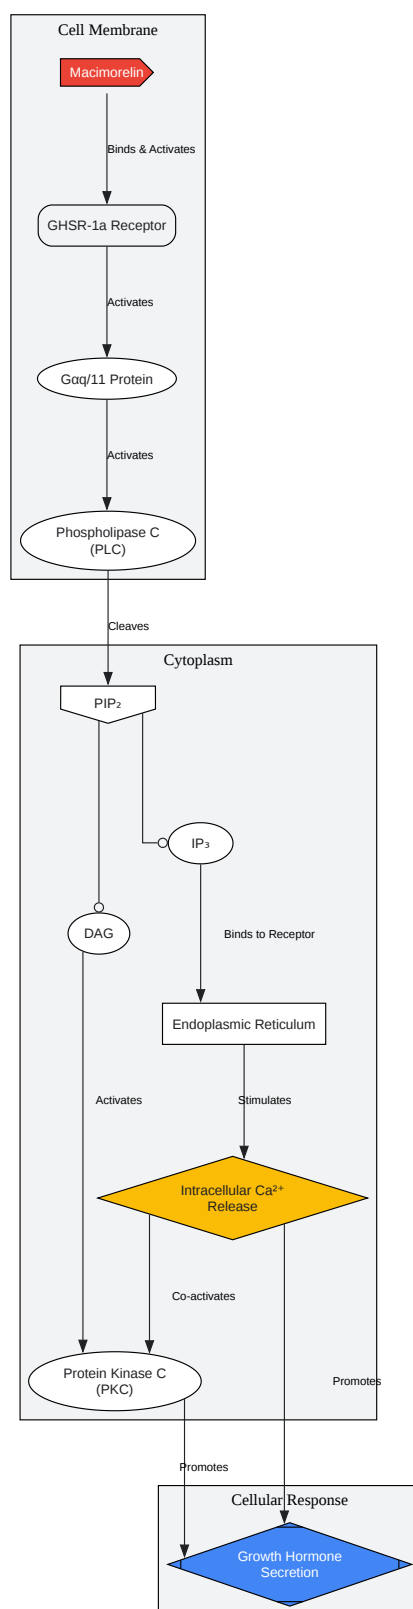 Cell Membrane
Macimorelin
Binds & Activates
GHSR-1a Receptor
Activates
Gαq/11 Protein
Activates
Phospholipase C
(PLC)
Cleaves
Cytoplasm
PIP₂
IP₃
DAG
Binds to Receptor
Endoplasmic Reticulum
Activates
Stimulates
Intracellular Ca²⁺
Release
Co-activates
Protein Kinase C
(PKC)
Promotes
Promotes
Cellular Response
Growth Hormone
Secretion